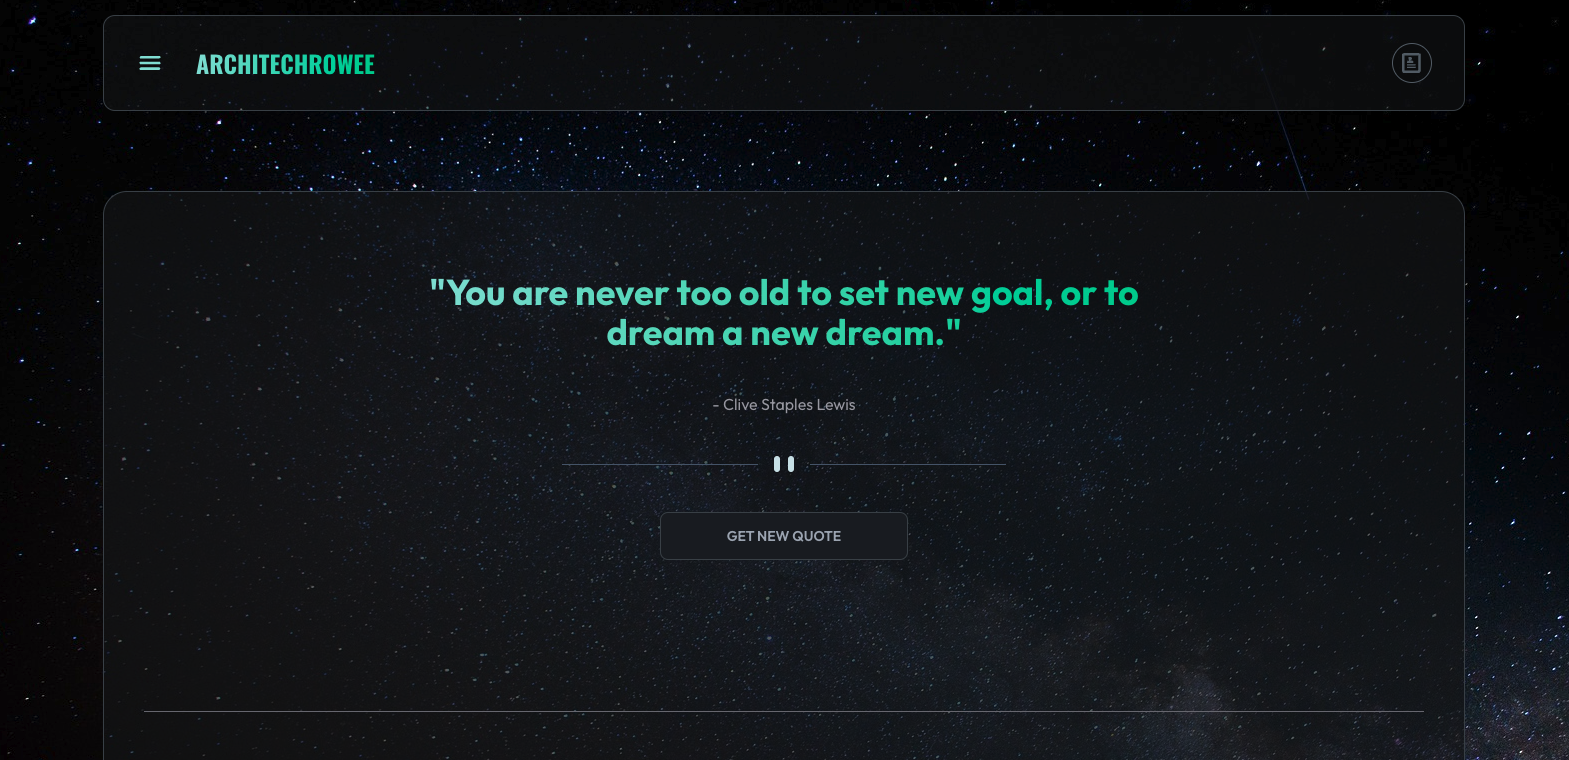 ARCHITECHROWEE
"You are never too old to set new goal, or to
dream a new dream."
- Clive Staples Lewis
GET NEW QUOTE